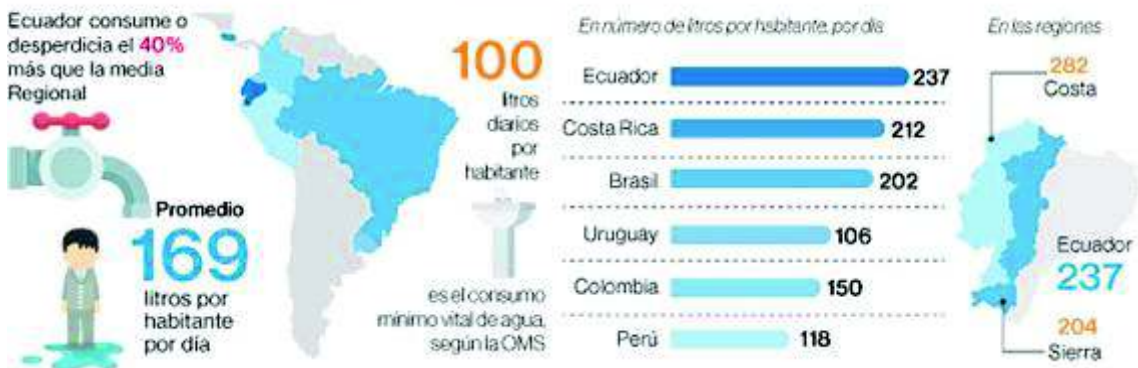 Ecuador consume o
desperdicia el 40%
más que la media
Regional
Promedio
169
litros por
habitante
por día
100
litros
diarios
por
habitante
es el consumo
mínimo vital de agua,
según la OMS
En número de litros por habitante por día
Ecuador 237
Costa Rica 212
Brasil 202
Uruguay 106
Colombia 150
Perú 118
En las regiones
282
Costa
Ecuador
237
204
Sierra